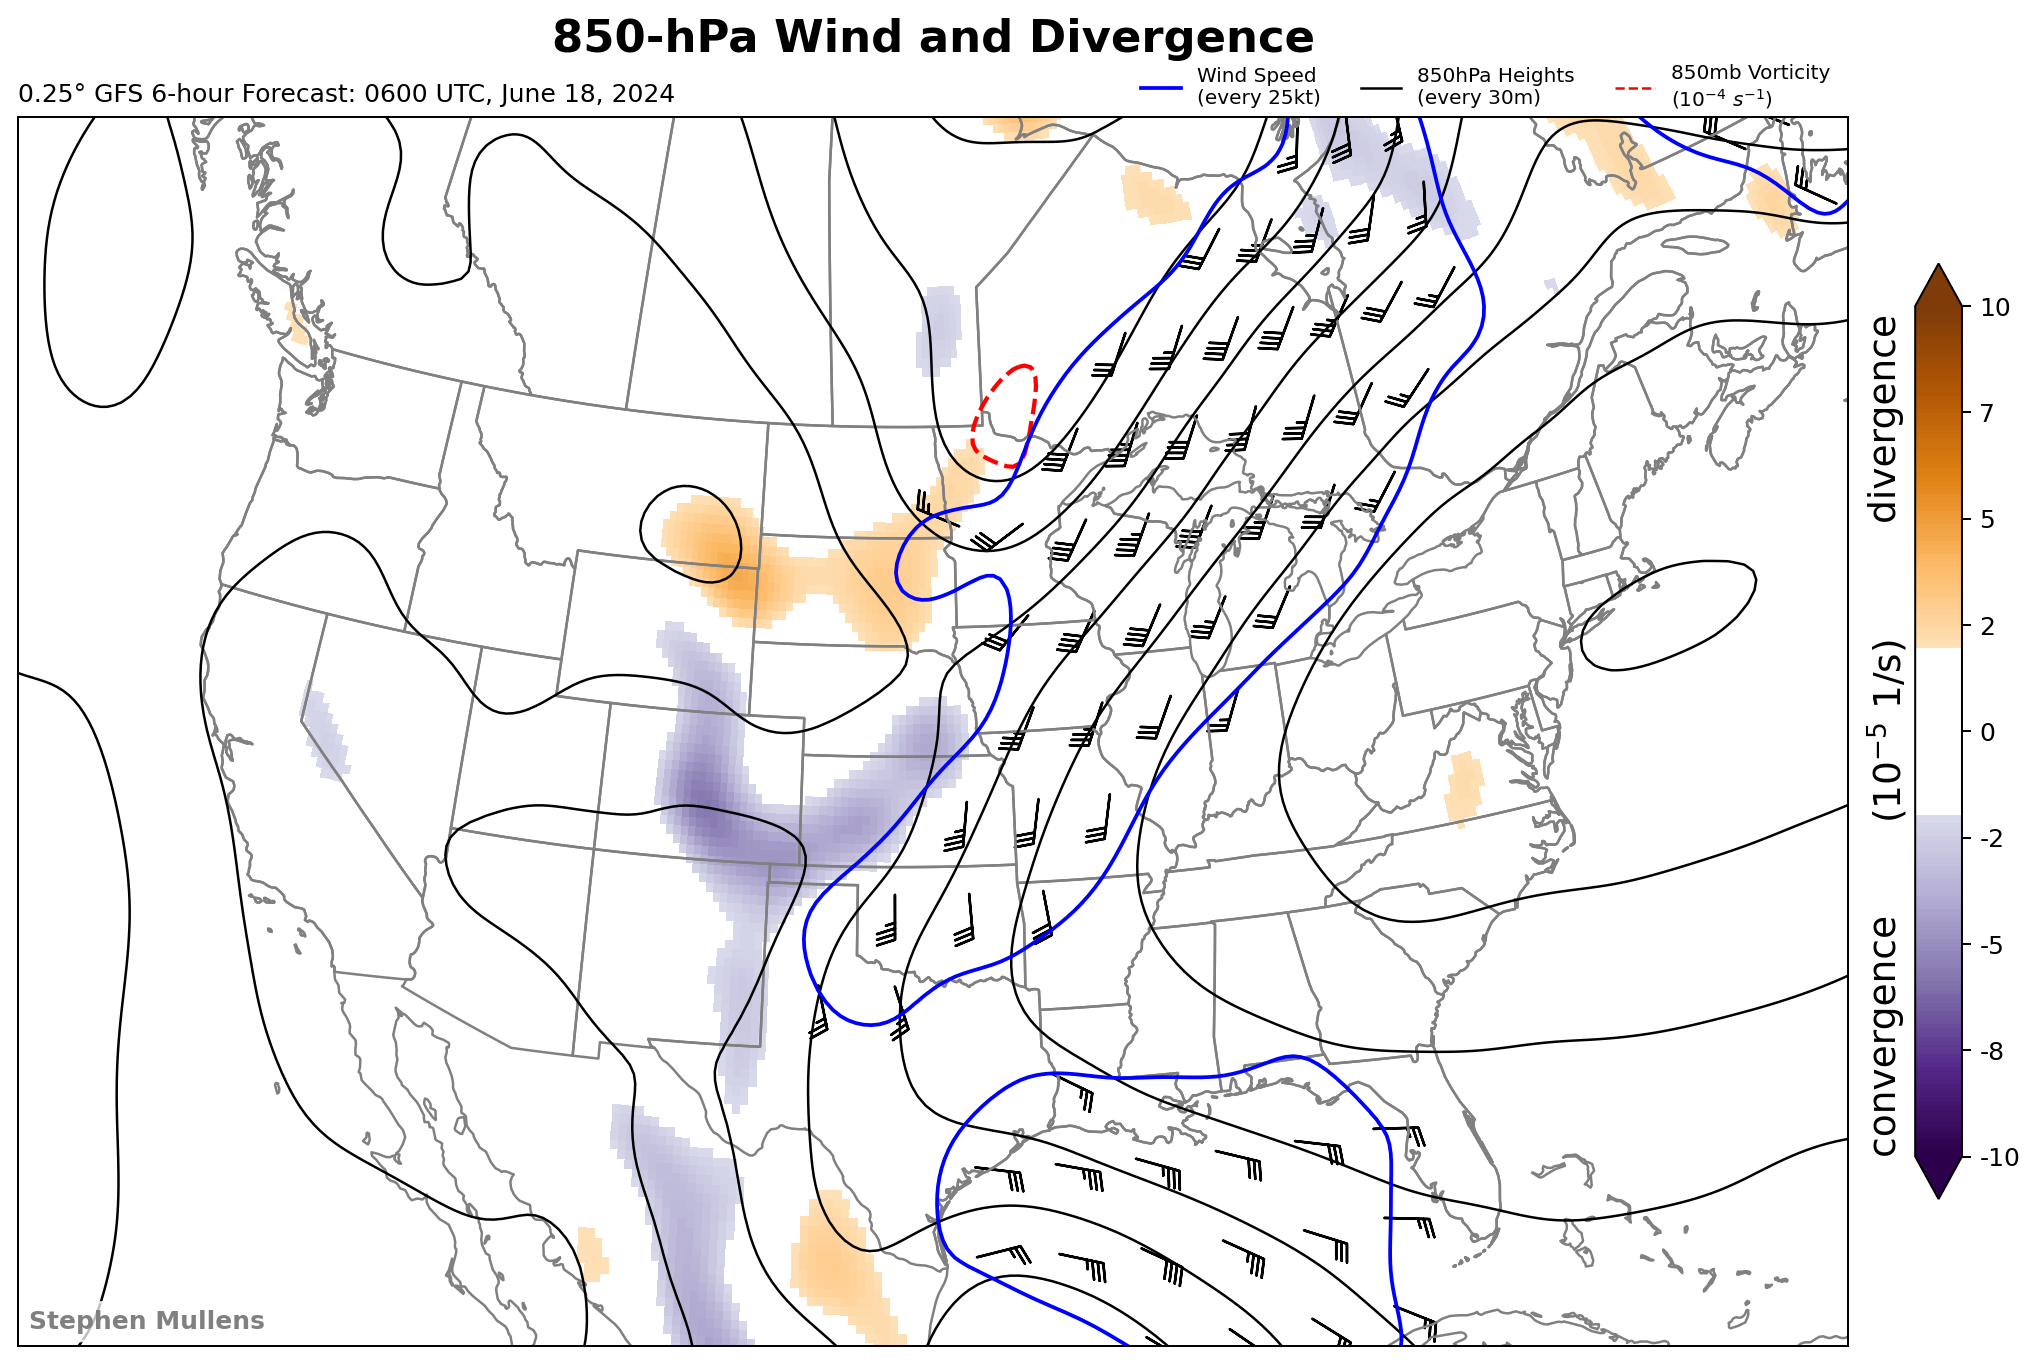 850-hPa Wind and Divergence
0.25° GFS 6-hour Forecast: 0600 UTC, June 18, 2024
Wind Speed
(every 25kt)
850hPa Heights
(every 30m)
850mb Vorticity
(10⁻⁴ s⁻¹)
10
7
5
2
0
-2
-5
-8
-10
convergence (10⁻⁵ 1/s) divergence
Stephen Mullens